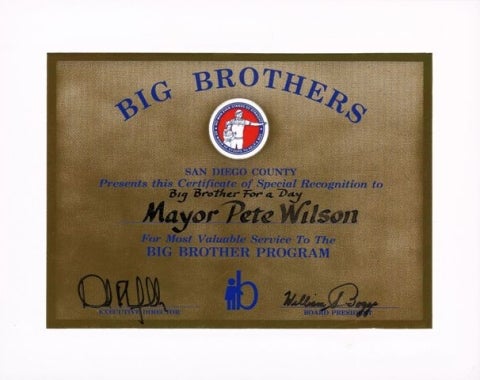 BIG BROTHERS
SAN DIEGO COUNTY
Presents this Certificate of Special Recognition to
Big Brother For a Day
Mayor Pete Wilson
For Most Valuable Service To The
BIG BROTHER PROGRAM
EXECUTIVE DIRECTOR
BOARD PRESIDENT